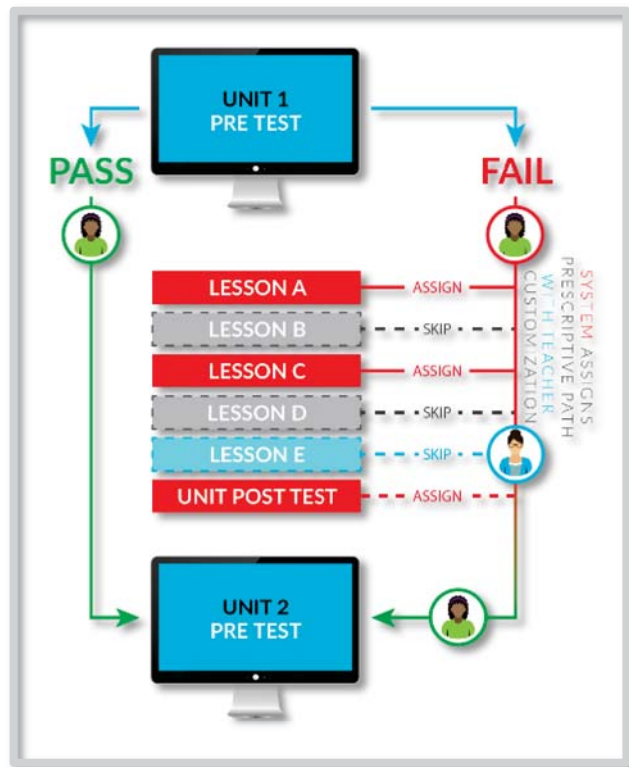 UNIT 1
PRE TEST
PASS
FAIL
LESSON A
ASSIGN
LESSON B
SKIP
LESSON C
ASSIGN
LESSON D
SKIP
LESSON E
SKIP
UNIT POST TEST
ASSIGN
SYSTEM ASSIGNS
PRESCRIPTIVE PATH
WITH TEACHER
CUSTOMIZATION
UNIT 2
PRE TEST